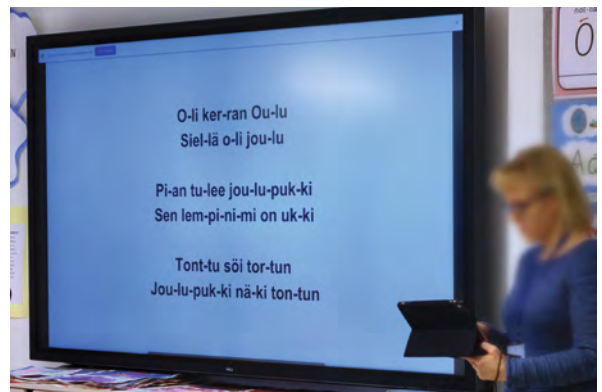 O-li ker-ran Ou-lu
Siel-lä o-li jou-lu
Pi-an tu-lee jou-lu-puk-ki
Sen lem-pi-ni-mi on uk-ki
Tont-tu söi tor-tun
Jou-lu-puk-ki nä-ki ton-tun
Ö